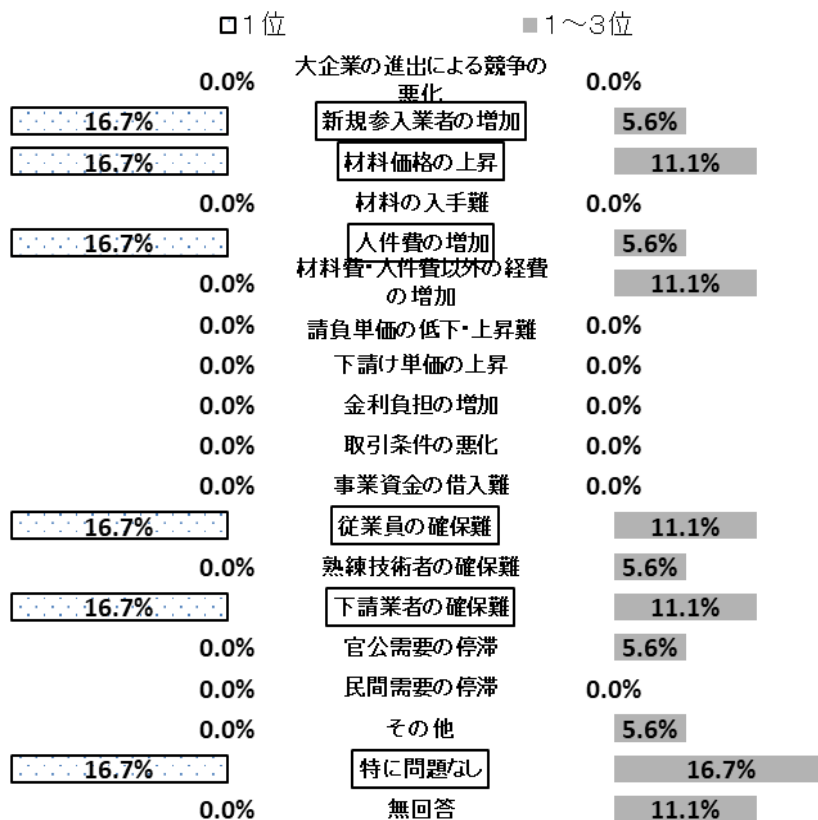 1位 1～3位
0.0% 大企業の進出による競争の 0.0%
悪化
16.7% 新規参入業者の増加 5.6%
16.7% 材料価格の上昇 11.1%
0.0% 材料の入手難 0.0%
16.7% 人件費の増加 5.6%
0.0% 材料費・人件費以外の経費 11.1%
の増加
0.0% 請負単価の低下・上昇難 0.0%
0.0% 下請け単価の上昇 0.0%
0.0% 金利負担の増加 0.0%
0.0% 取引条件の悪化 0.0%
0.0% 事業資金の借入難 0.0%
16.7% 従業員の確保難 11.1%
0.0% 熟練技術者の確保難 5.6%
16.7% 下請業者の確保難 11.1%
0.0% 官公需要の停滞 5.6%
0.0% 民間需要の停滞 0.0%
0.0% その他 5.6%
16.7% 特に問題なし 16.7%
0.0% 無回答 11.1%